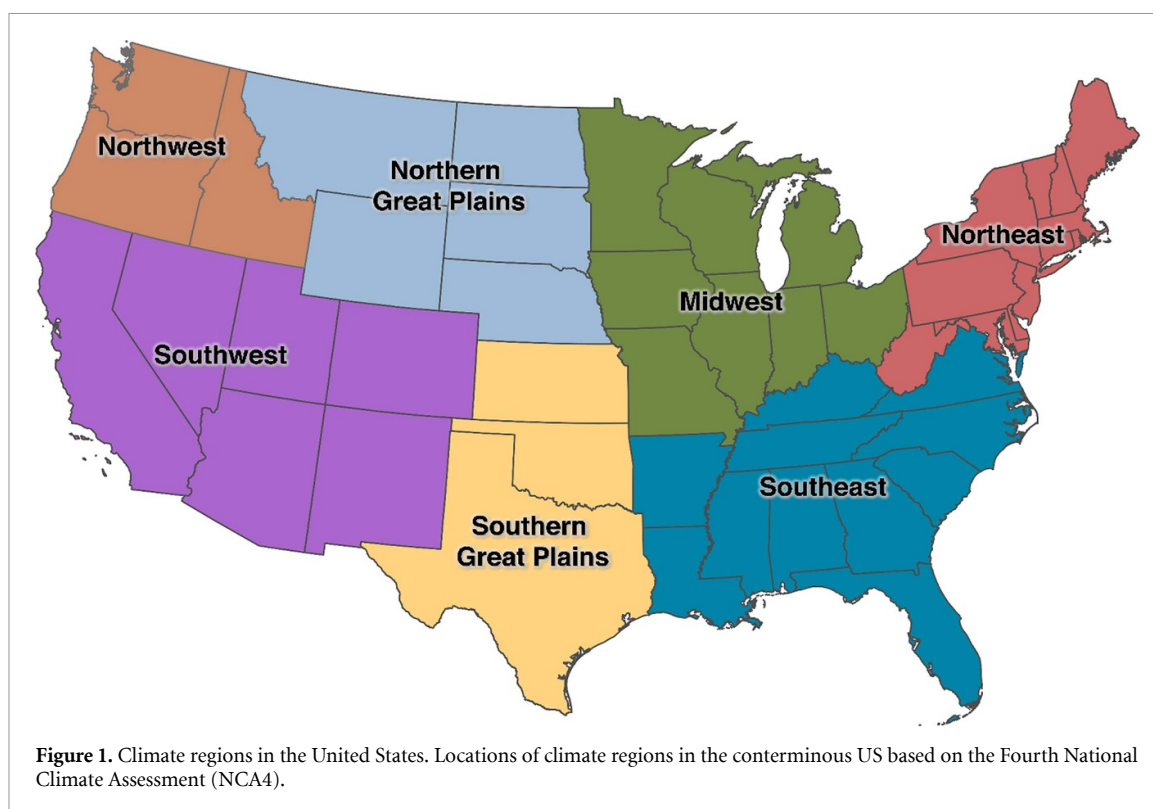 Northwest
Northern
Great Plains
Northeast
Midwest
Southwest
Southeast
Southern
Great Plains
Figure 1. Climate regions in the United States. Locations of climate regions in the conterminous US based on the Fourth National
Climate Assessment (NCA4).